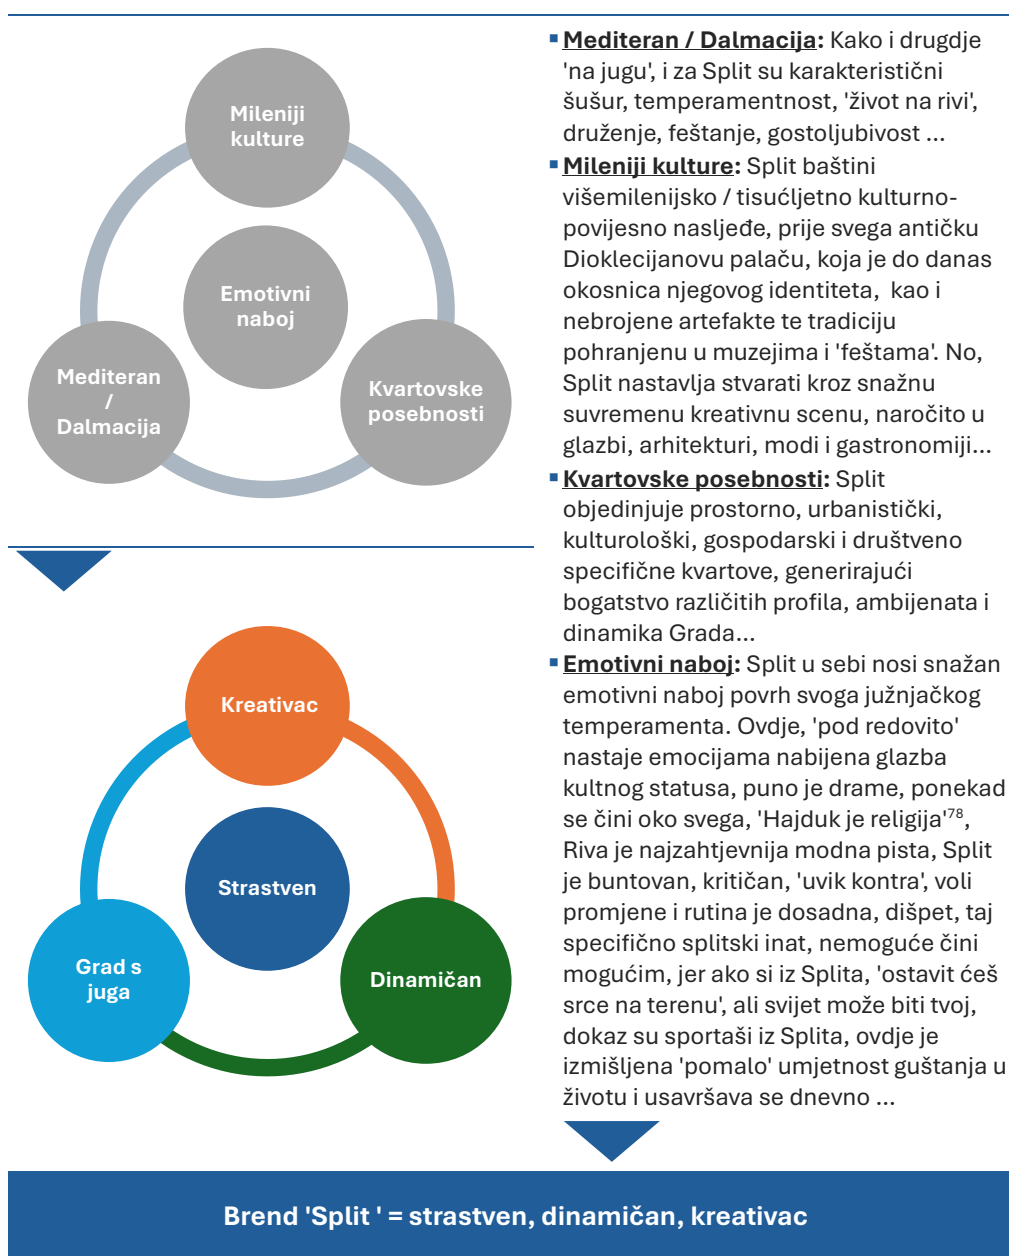 Mileniji
kulture
Emotivni
naboj
Mediteran
/
Dalmacija
Kvartovske
posebnosti
Kreativac
Strastven
Grad s
juga
Dinamičan
▪ Mediteran / Dalmacija: Kako i drugdje
'na jugu', i za Split su karakteristični
šušur, temperamentnost, 'život na rivi',
druženje, feštanje, gostoljubivost ...
▪ Mileniji kulture: Split baštini
višemilenijsko / tisućljetno kulturno-
povijesno nasljeđe, prije svega antičku
Dioklecijanovu palaču, koja je do danas
okosnica njegovog identiteta, kao i
nebrojene artefakte te tradiciju
pohranjenu u muzejima i 'feštama'. No,
Split nastavlja stvarati kroz snažnu
suvremenu kreativnu scenu, naročito u
glazbi, arhitekturi, modi i gastronomiji...
▪ Kvartovske posebnosti: Split
objedinjuje prostorno, urbanistički,
kulturološki, gospodarski i društveno
specifične kvartove, generirajući
bogatstvo različitih profila, ambijenata i
dinamika Grada...
▪ Emotivni naboj: Split u sebi nosi snažan
emotivni naboj povrh svoga južnjačkog
temperamenta. Ovdje, 'pod redovito'
nastaje emocijama nabijena glazba
kultnog statusa, puno je drame, ponekad
se čini oko svega, 'Hajduk je religija'⁷⁸,
Riva je najzahtjevnija modna pista, Split
je buntovan, kritičan, 'uvik kontra', voli
promjene i rutina je dosadna, dišpet, taj
specifično splitski inat, nemoguće čini
mogućim, jer ako si iz Splita, 'ostavit ćeš
srce na terenu', ali svijet može biti tvoj,
dokaz su sportaši iz Splita, ovdje je
izmišljena 'pomalo' umjetnost guštanja u
životu i usavršava se dnevno ...
Brend 'Split ' = strastven, dinamičan, kreativac